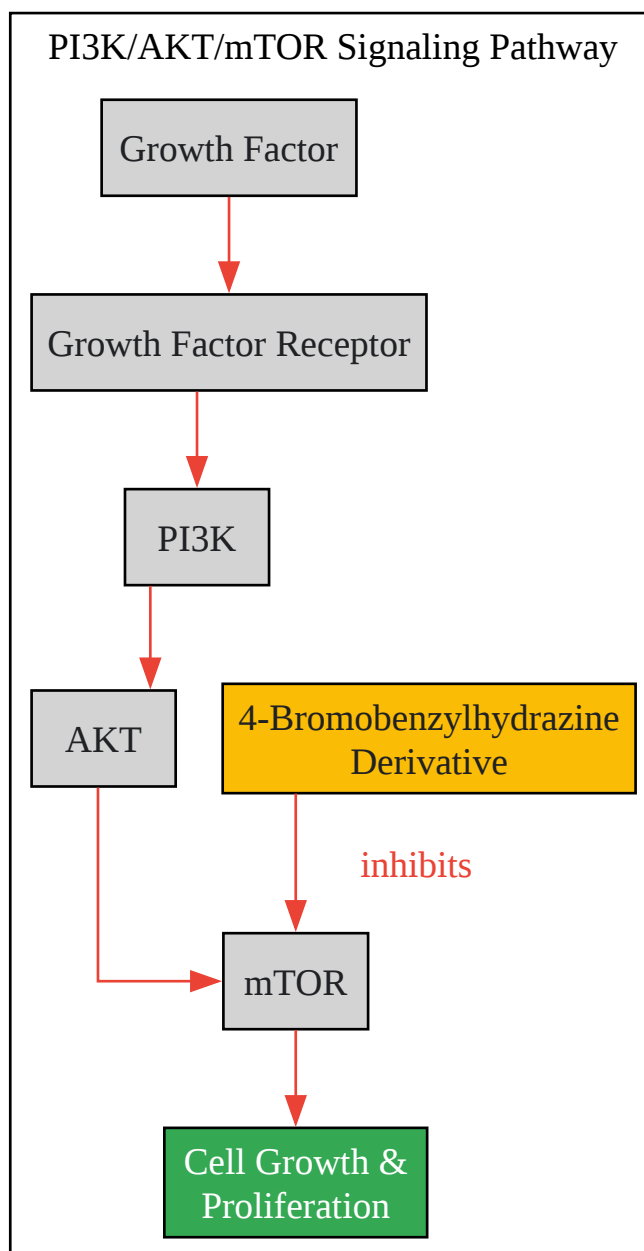 PI3K/AKT/mTOR Signaling Pathway
Growth Factor
Growth Factor Receptor
PI3K
AKT
4-Bromobenzylhydrazine
Derivative
inhibits
mTOR
Cell Growth &
Proliferation